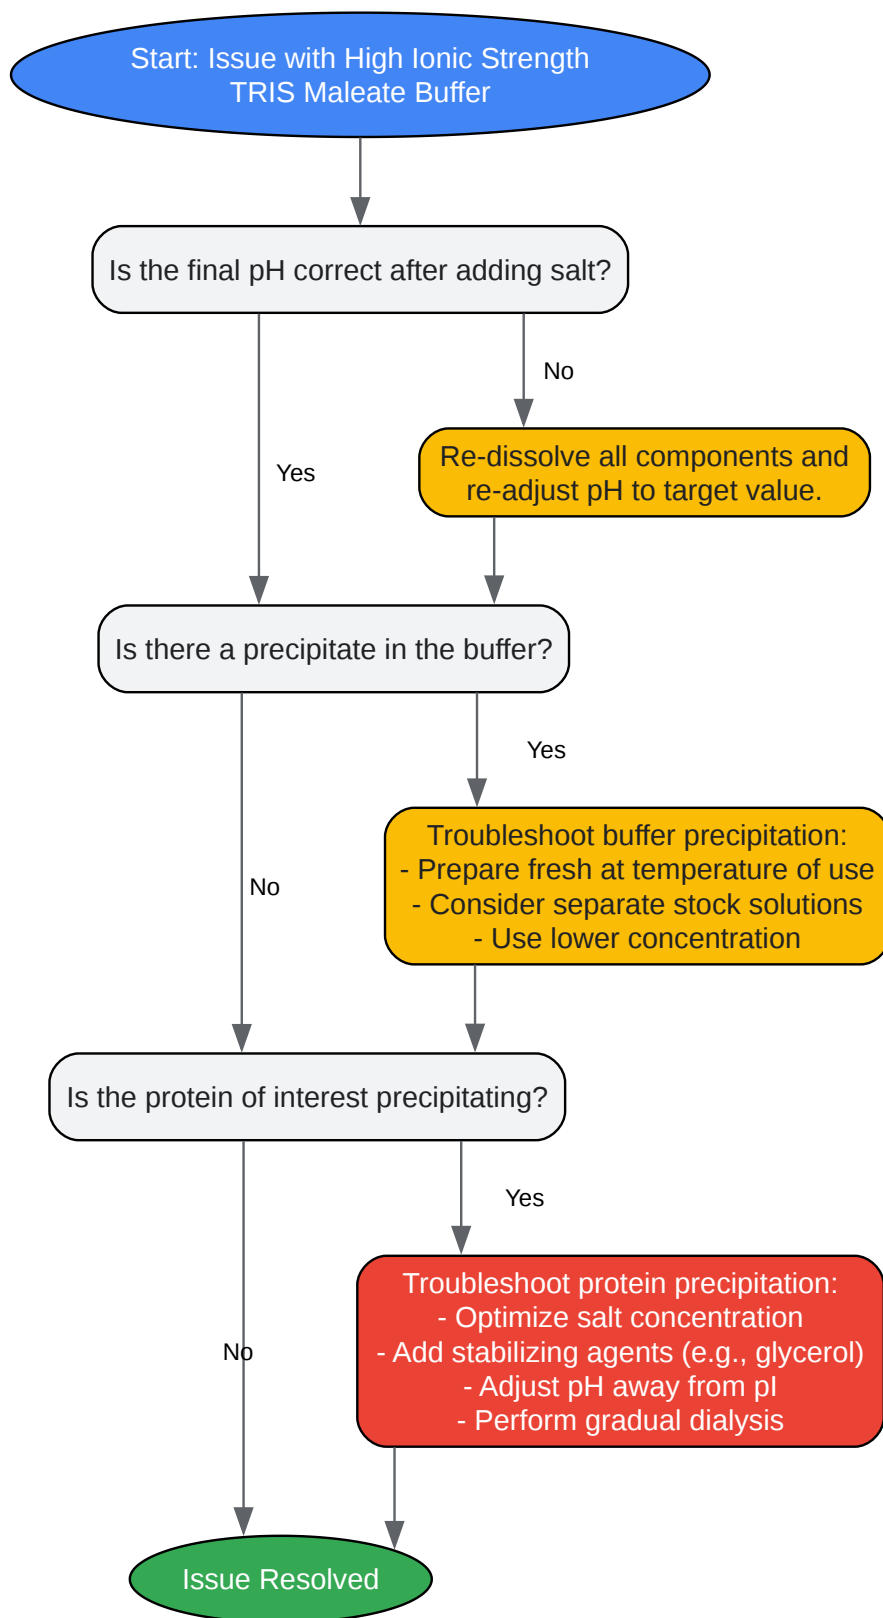 Start: Issue with High Ionic Strength
TRIS Maleate Buffer
Is the final pH correct after adding salt?
No
Yes
Re-dissolve all components and
re-adjust pH to target value.
Is there a precipitate in the buffer?
Yes
No
Troubleshoot buffer precipitation:
- Prepare fresh at temperature of use
- Consider separate stock solutions
- Use lower concentration
Is the protein of interest precipitating?
Yes
No
Troubleshoot protein precipitation:
- Optimize salt concentration
- Add stabilizing agents (e.g., glycerol)
- Adjust pH away from pI
- Perform gradual dialysis
Issue Resolved